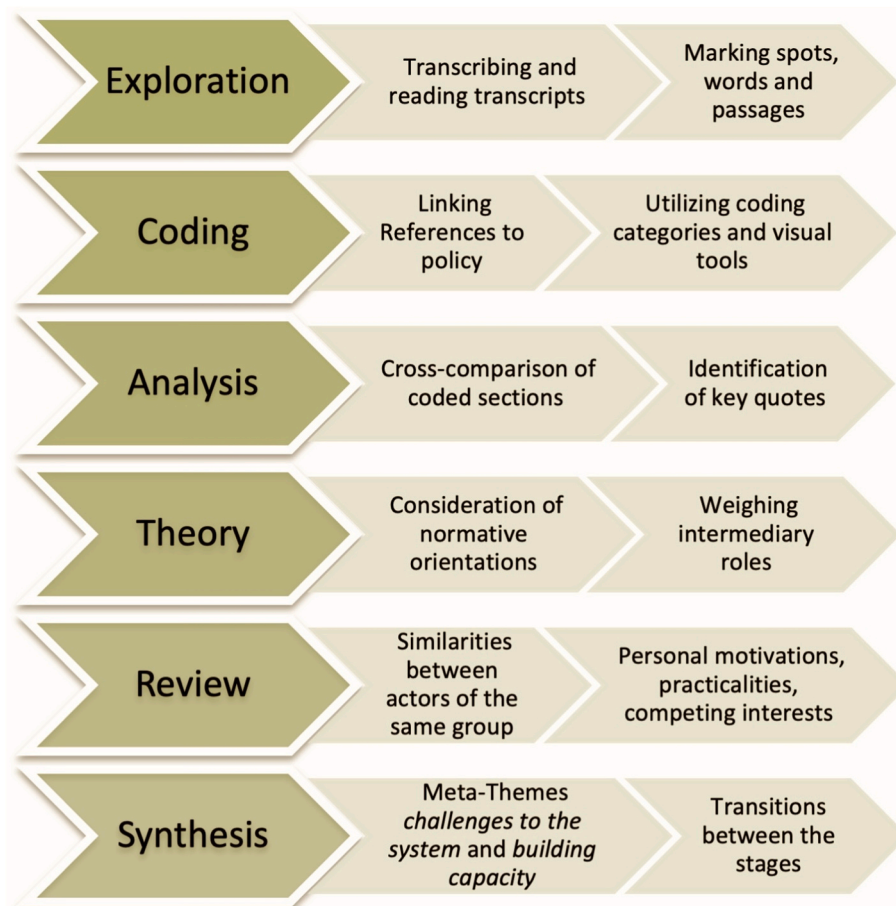 Exploration
Transcribing and
reading transcripts
Marking spots,
words and
passages
Coding
Linking
References to
policy
Utilizing coding
categories and visual
tools
Analysis
Cross-comparison of
coded sections
Identification
of key quotes
Theory
Consideration of
normative
orientations
Weighing
intermediary
roles
Review
Similarities
between
actors of the
same group
Personal motivations,
practicalities,
competing interests
Synthesis
Meta-Themes
challenges to the
system and building
capacity
Transitions
between the
stages